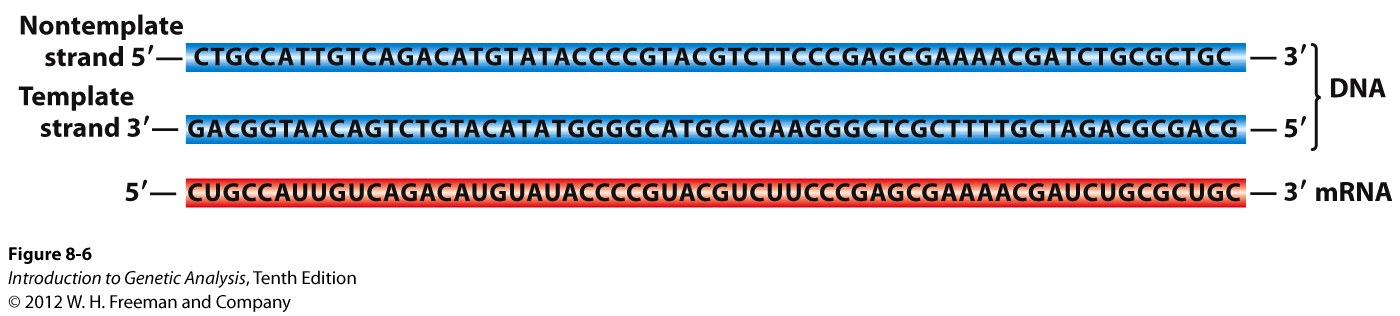 Nontemplate
strand 5′— CTGCCATTGTCAGACATGTATACCCCGTACGTCTTCCCGAGCGAAAACGATCTGCGCTGC — 3′
DNA
Template
strand 3′— GACGGTAACAGTCTGTACATATGGGGCATGCAGAAGGGCTCGCTTTTGCTAGACGCGACG — 5′
5′— CUGCCAUUGUCAGACAUGUAUACCCCGUACGUCUUCCCGAGCGAAAACGAUCUGCGCUGC — 3′ mRNA
Figure 8-6
Introduction to Genetic Analysis, Tenth Edition
© 2012 W. H. Freeman and Company